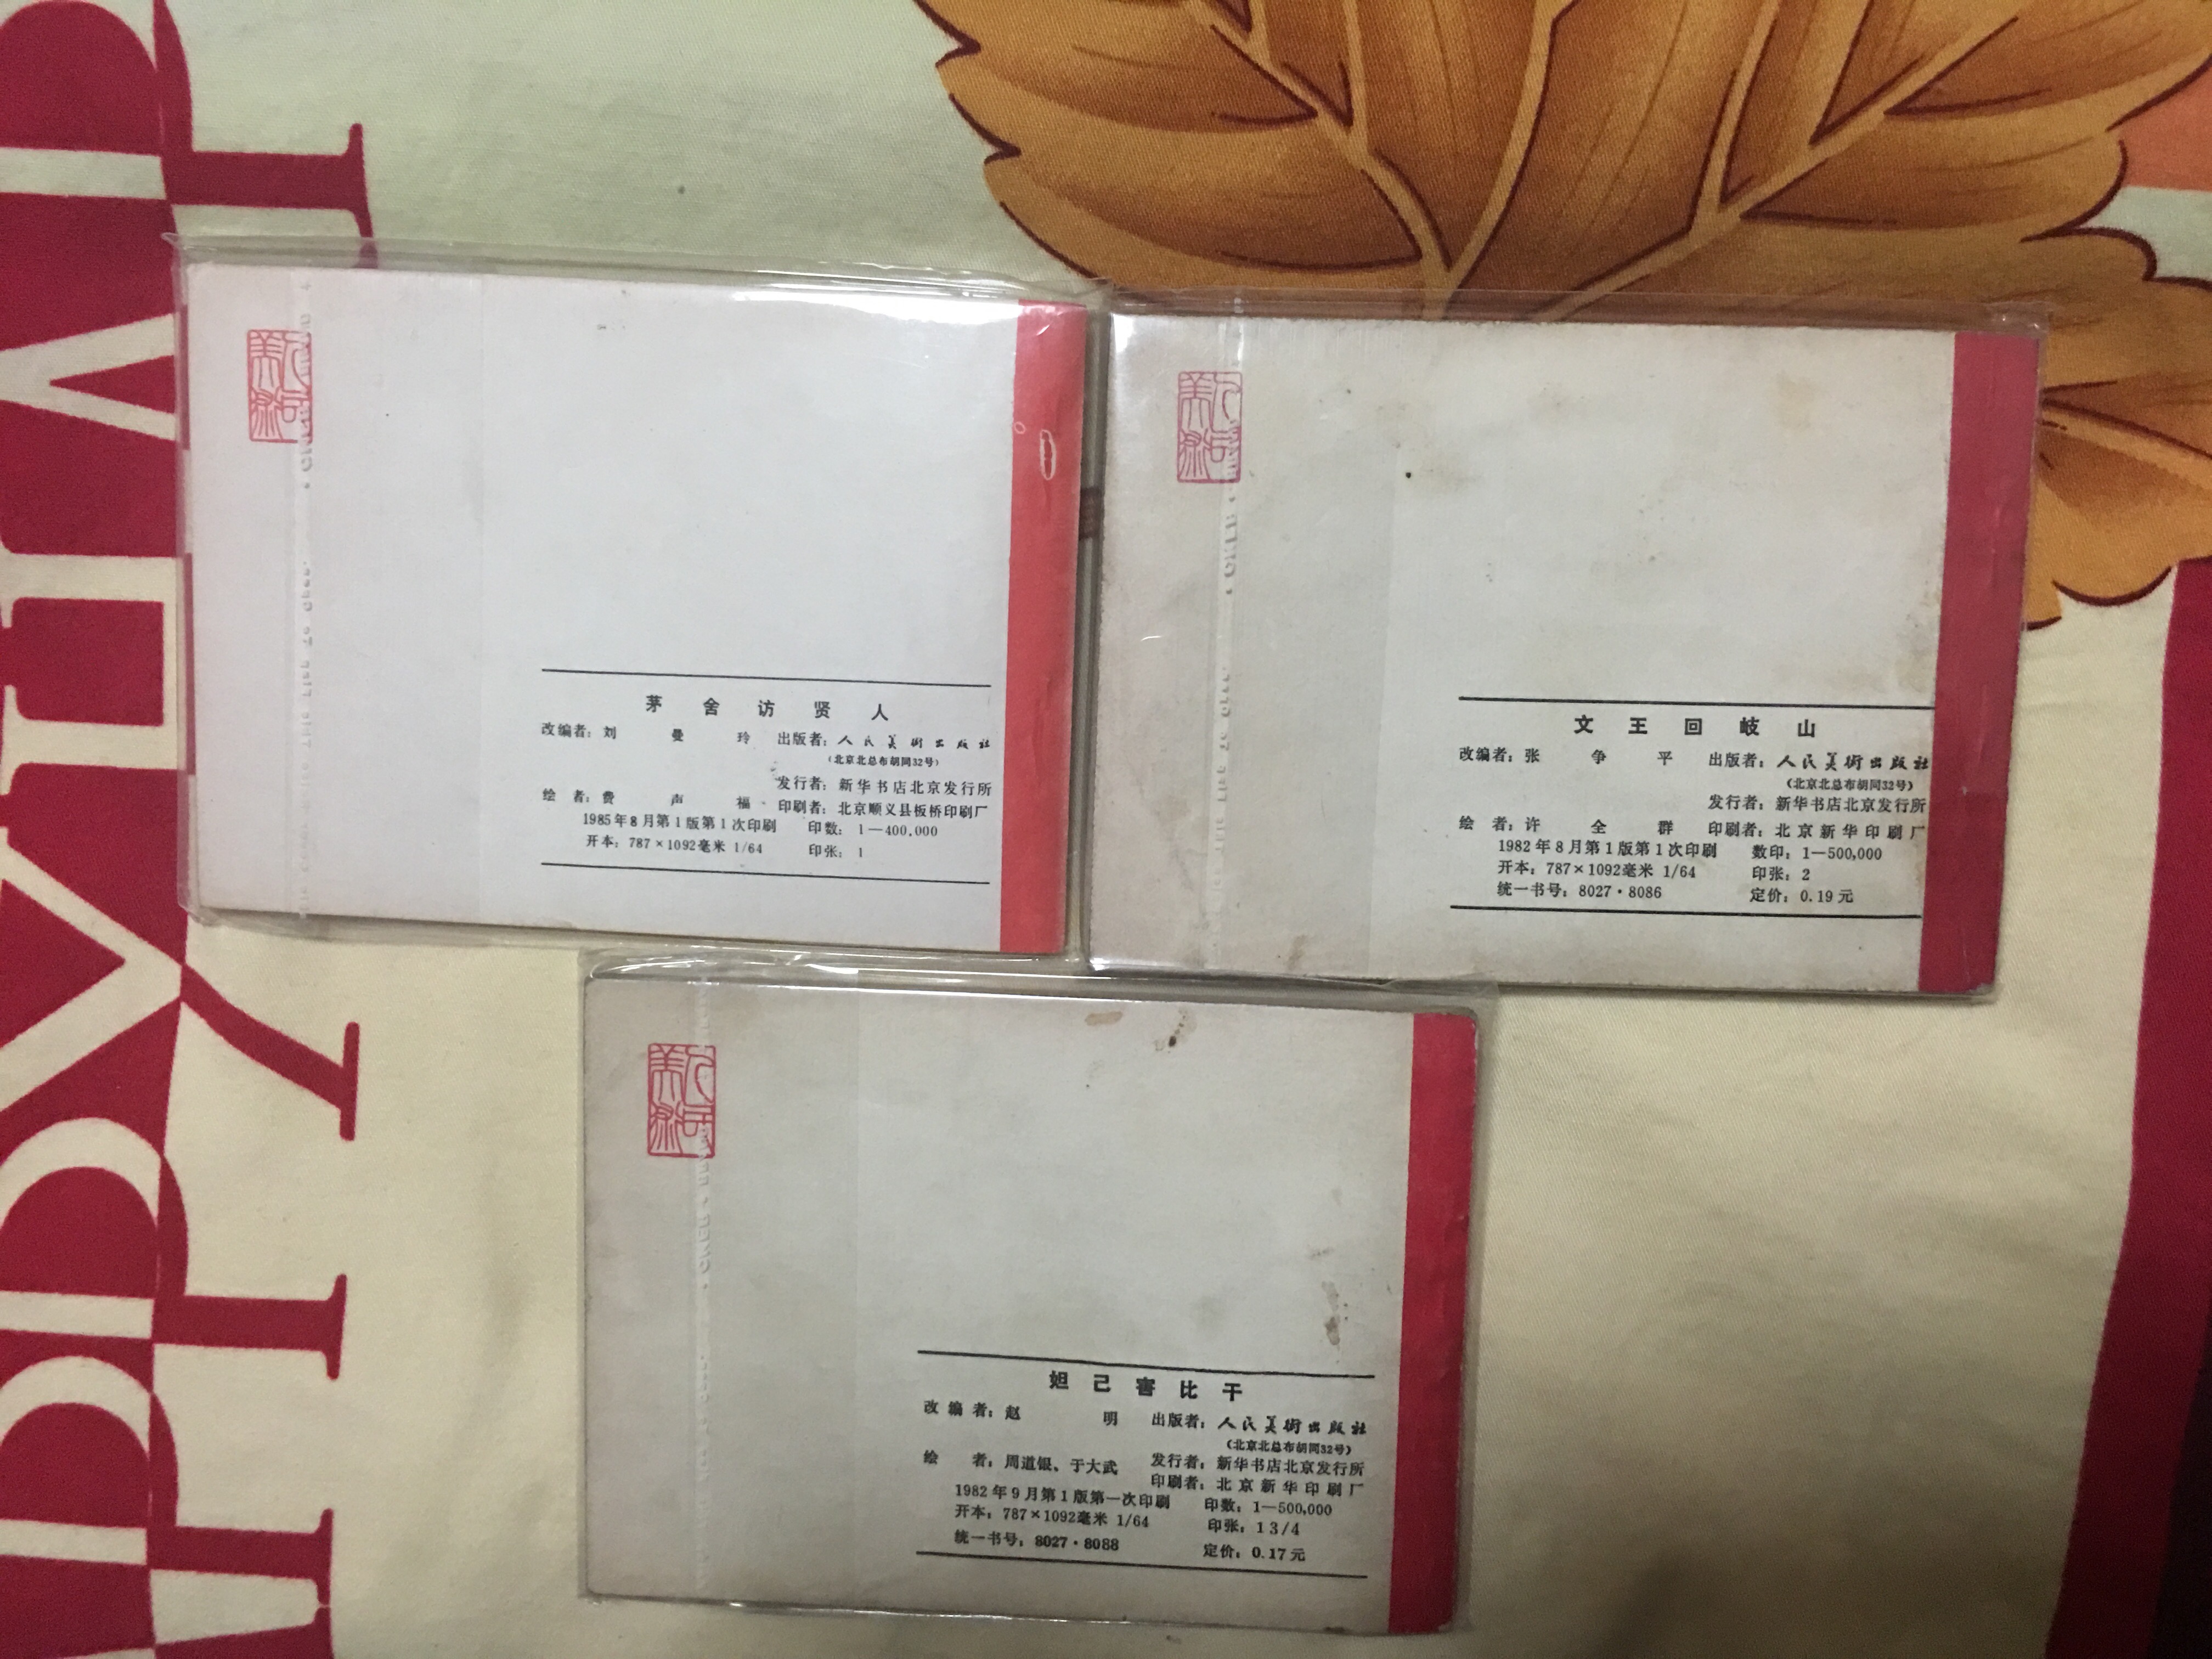 茅舍访贤人
改编者：刘曼玲 出版者：人民美術出版社
（北京北总布胡同32号）
发行者：新华书店北京发行所
绘者：费声福 印刷者：北京顺义县板桥印刷厂
1985年8月第1版第1次印刷 印数：1—400,000
开本：787×1092毫米 1/64 印张：1
文王回岐山
改编者：张争平 出版者：人民美術出版社
（北京北总布胡同32号）
发行者：新华书店北京发行所
绘者：许全群 印刷者：北京新华印刷厂
1982年8月第1版第1次印刷 数印：1—500,000
开本：787×1092毫米 1/64 印张：2
统一书号：8027·8086 定价：0.19元
妲己害比干
改编者：赵明 出版者：人民美術出版社
（北京北总布胡同32号）
绘者：周道银、于大武 发行者：新华书店北京发行所
印刷者：北京新华印刷厂
1982年9月第1版第一次印刷 印数：1—500,000
开本：787×1092毫米 1/64 印张：1 3/4
统一书号：8027·8088 定价：0.17元